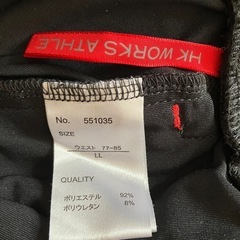 HK WORKS ATHLE
No. 551035
SIZE
ウエスト 77-85
LL
QUALITY
ポリエステル 92%
ポリウレタン 8%